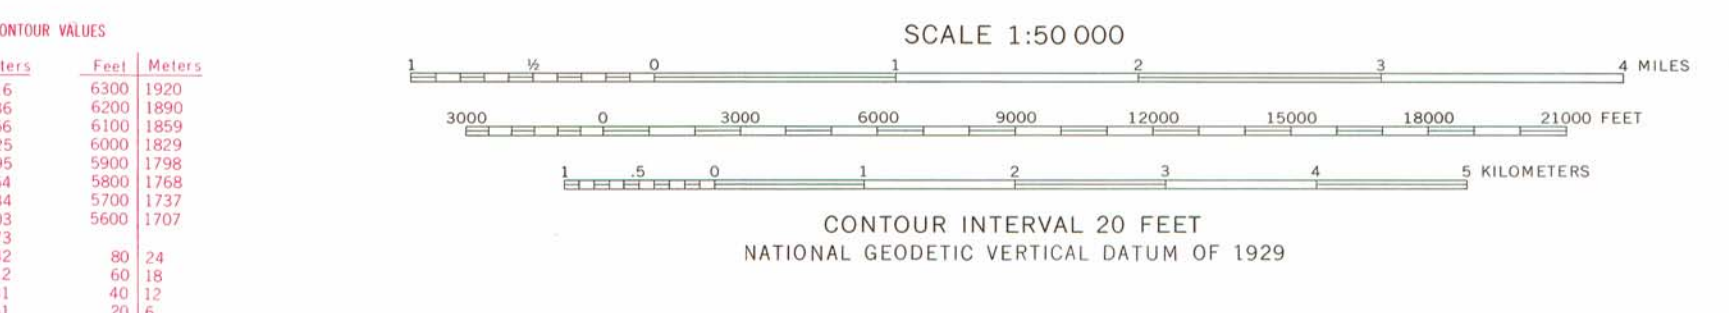 CONTOUR VALUES
Feet Meters
6300 1920
6200 1890
6100 1859
6000 1829
5900 1798
5800 1768
5700 1737
5600 1707
80 24
60 18
40 12
20 6
SCALE 1:50 000
1 ½ 0 1 2 3 4 MILES
3000 0 3000 6000 9000 12000 15000 18000 21000 FEET
1 .5 0 1 2 3 4 5 KILOMETERS
CONTOUR INTERVAL 20 FEET
NATIONAL GEODETIC VERTICAL DATUM OF 1929